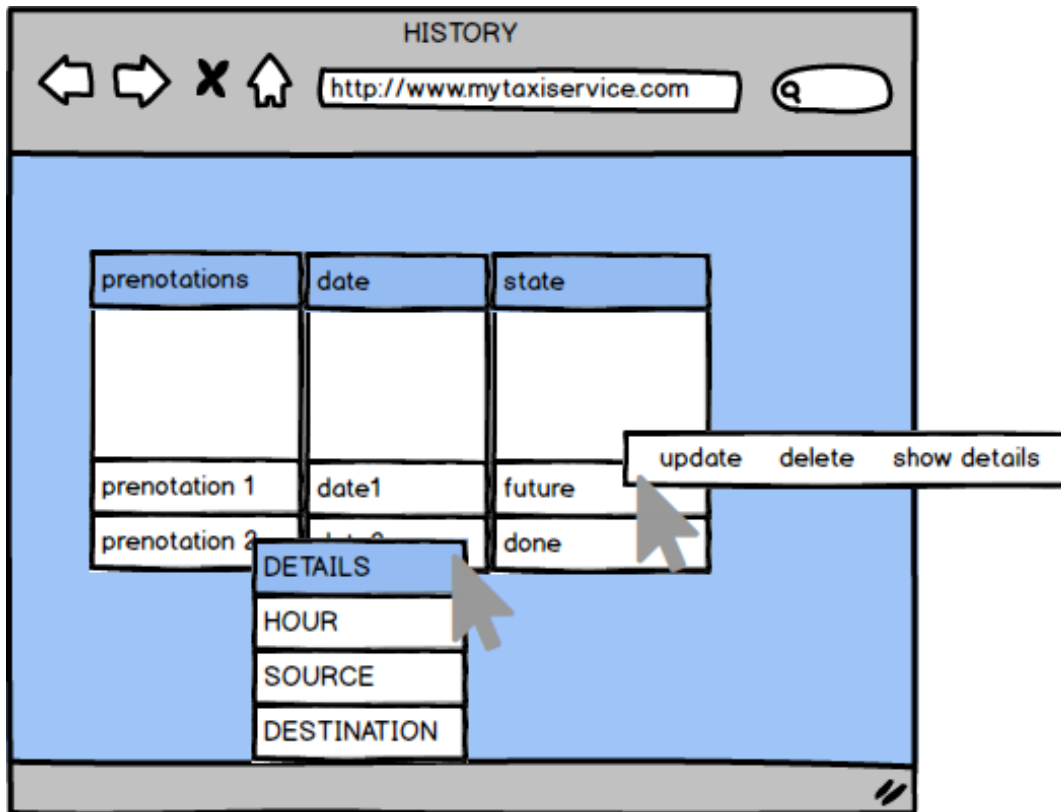 HISTORY
http://www.mytaxiservice.com
prenotations date state
update delete show details
prenotation 1 date1 future
prenotation 2 done
DETAILS
HOUR
SOURCE
DESTINATION